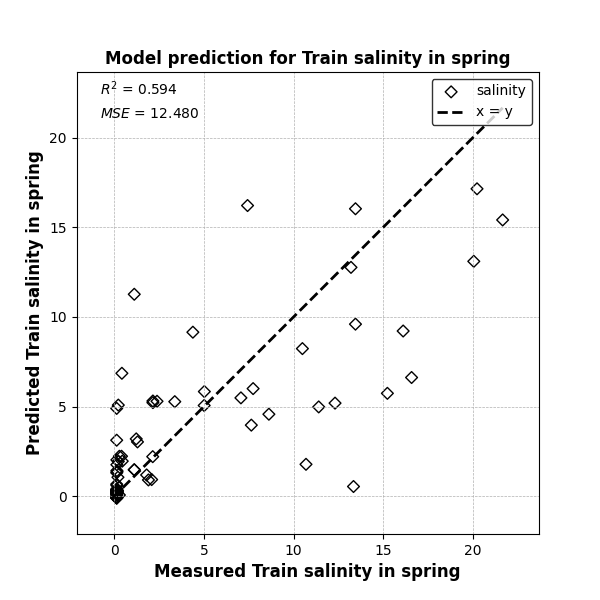 Model prediction for Train salinity in spring
R² = 0.594
MSE = 12.480
salinity
x = y
20
15
10
5
0
Predicted Train salinity in spring
0 5 10 15 20
Measured Train salinity in spring